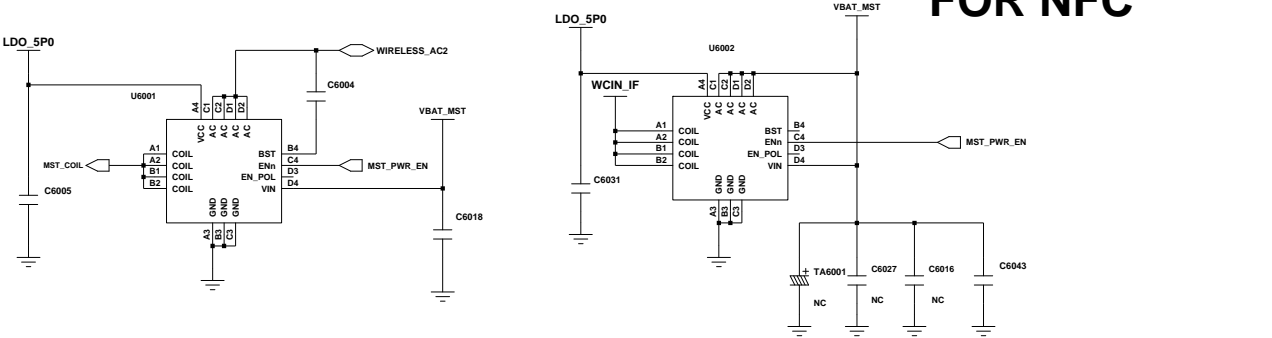 FOR NFC
LDO_5P0
WIRELESS_AC2
U6001
C6004
VBAT_MST
A4
C1
C2
D1
D2
VCC
AC
AC
AC
AC
A1
COIL
BST
B4
MST_COIL
A2
COIL
ENn
C4
MST_PWR_EN
B1
COIL
EN_POL
D3
B2
COIL
VIN
D4
C6005
GND
GND
GND
A3
B3
C3
C6018
VBAT_MST
LDO_5P0
U6002
WCIN_IF
A4
C1
C2
D1
D2
VCC
AC
AC
AC
AC
A1
COIL
BST
B4
A2
COIL
ENn
C4
MST_PWR_EN
B1
COIL
EN_POL
D3
B2
COIL
VIN
D4
C6031
GND
GND
GND
A3
B3
C3
+
TA6001
NC
C6027
NC
C6016
NC
C6043